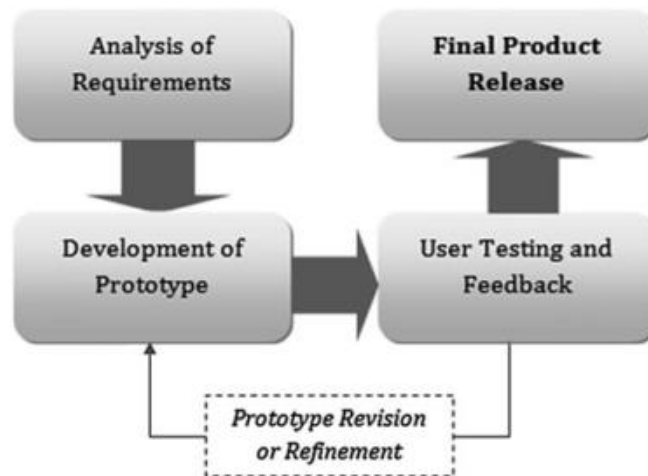 Analysis of
Requirements
Final Product
Release
Development of
Prototype
User Testing and
Feedback
Prototype Revision
or Refinement